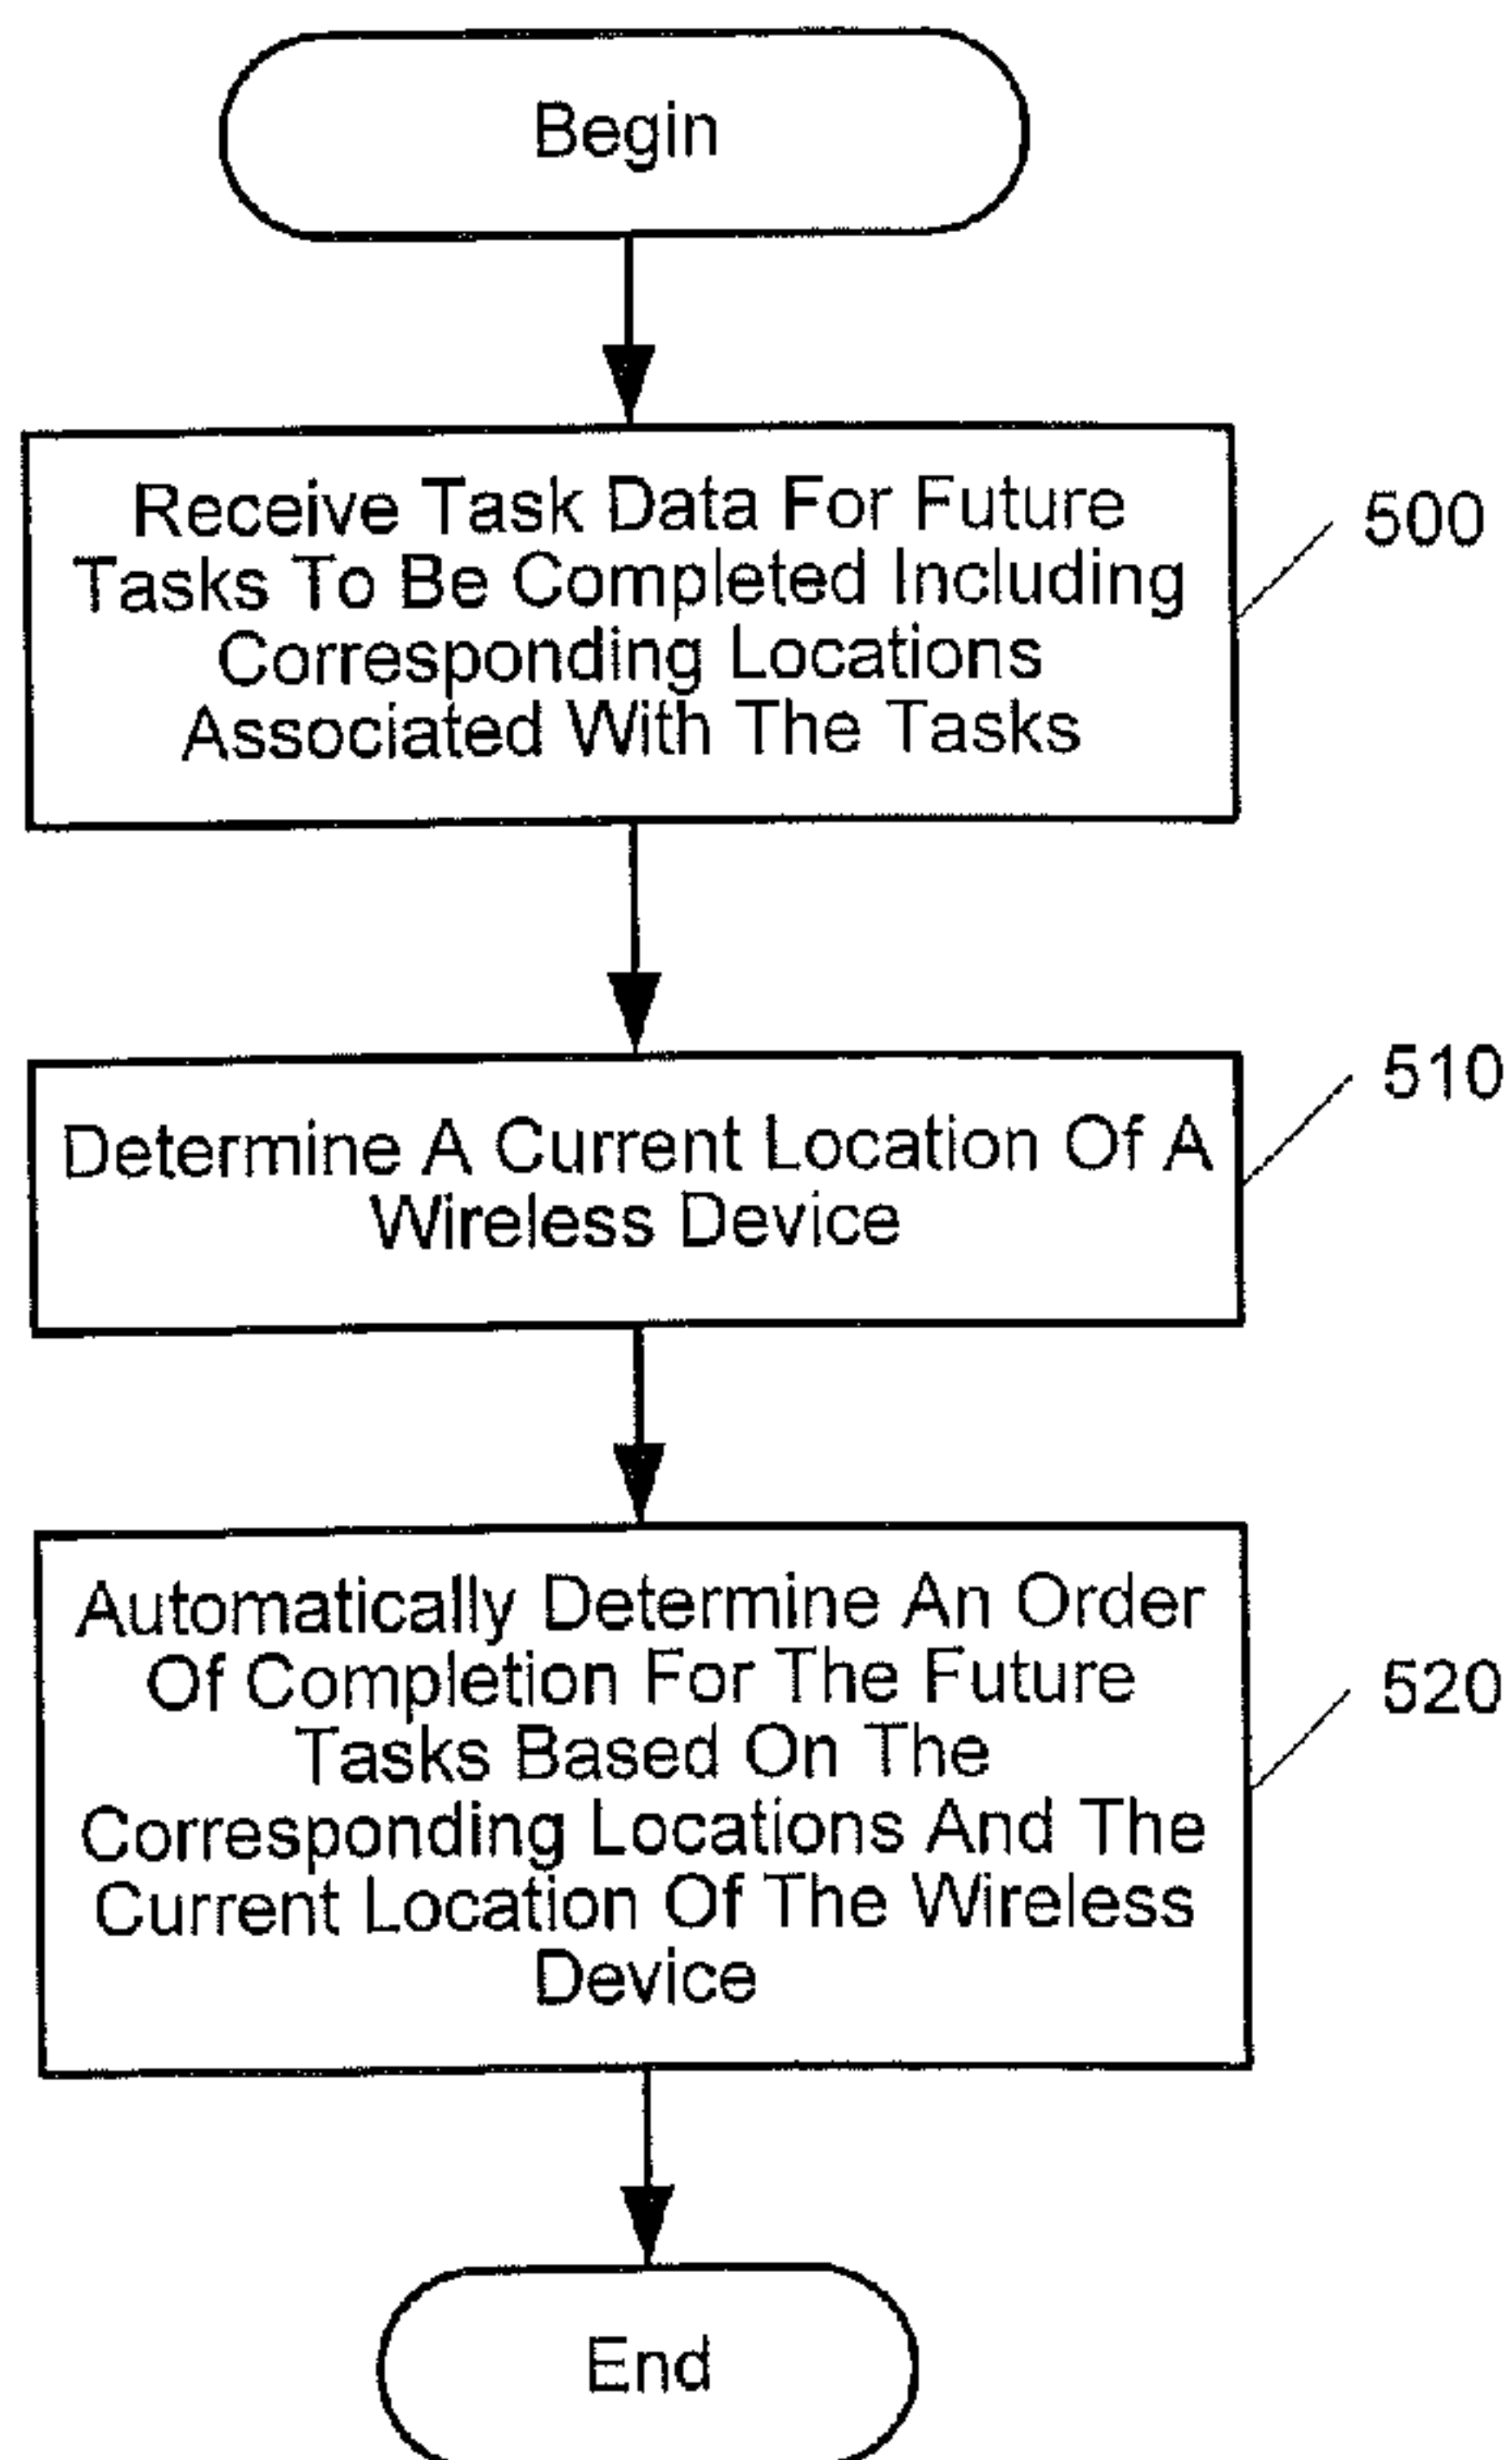 Begin
Receive Task Data For Future
Tasks To Be Completed Including
Corresponding Locations
Associated With The Tasks
500
Determine A Current Location Of A
Wireless Device
510
Automatically Determine An Order
Of Completion For The Future
Tasks Based On The
Corresponding Locations And The
Current Location Of The Wireless
Device
520
End